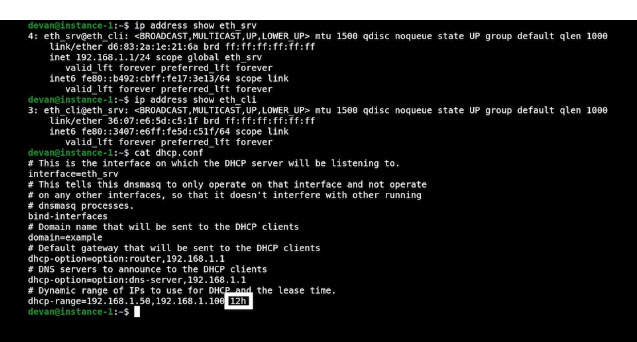 devan@instance-1:~$ ip address show eth_srv
4: eth_srv@eth_cli: <BROADCAST,MULTICAST,UP,LOWER_UP> mtu 1500 qdisc noqueue state UP group default qlen 1000
link/ether d6:83:2a:1e:21:6a brd ff:ff:ff:ff:ff:ff
inet 192.168.1.1/24 scope global eth_srv
valid_lft forever preferred_lft forever
inet6 fe80::b492:cbff:fe17:3e13/64 scope link
valid_lft forever preferred_lft forever
devan@instance-1:~$ ip address show eth_cli
3: eth_cli@eth_srv: <BROADCAST,MULTICAST,UP,LOWER_UP> mtu 1500 qdisc noqueue state UP group default qlen 1000
link/ether 36:07:e6:5d:c5:1f brd ff:ff:ff:ff:ff:ff
inet6 fe80::3407:e6ff:fe5d:c51f/64 scope link
valid_lft forever preferred_lft forever
devan@instance-1:~$ cat dhcp.conf
# This is the interface on which the DHCP server will be listening to.
interface=eth_srv
# This tells this dnsmasq to only operate on that interface and not operate
# on any other interfaces, so that it doesn't interfere with other running
# dnsmasq processes.
bind-interfaces
# Domain name that will be sent to the DHCP clients
domain=example
# Default gateway that will be sent to the DHCP clients
dhcp-option=option:router,192.168.1.1
# DNS servers to announce to the DHCP clients
dhcp-option=option:dns-server,192.168.1.1
# Dynamic range of IPs to use for DHCP and the lease time.
dhcp-range=192.168.1.50,192.168.1.100 12h
devan@instance-1:~$